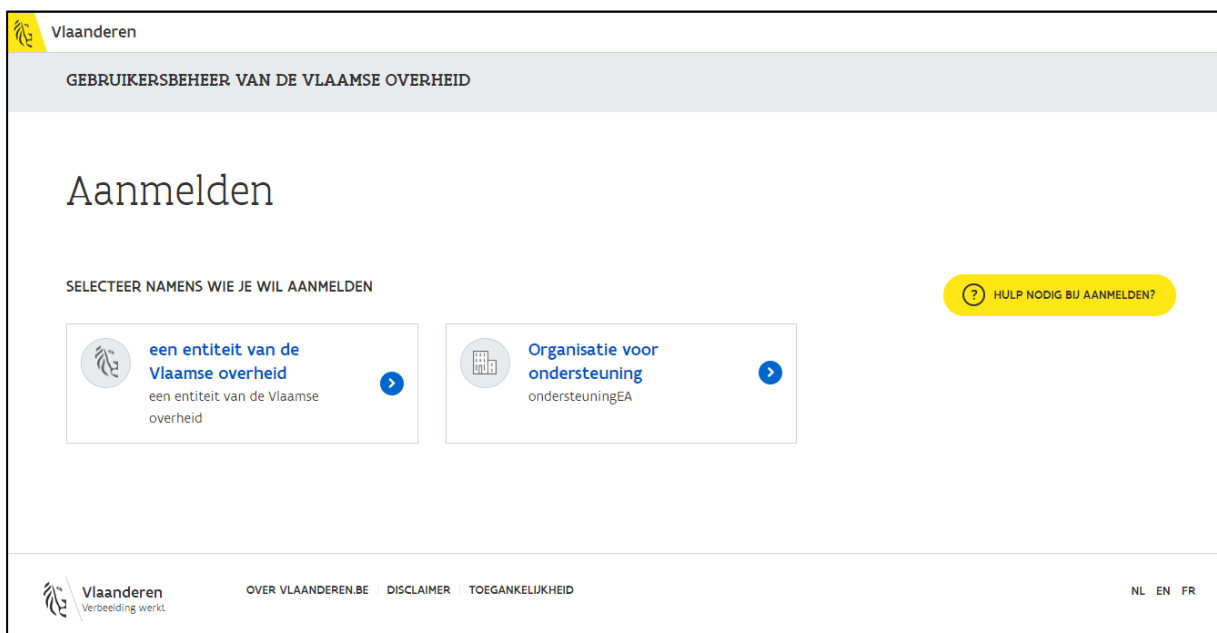 Vlaanderen
GEBRUIKERSBEHEER VAN DE VLAAMSE OVERHEID
Aanmelden
SELECTEER NAMENS WIE JE WIL AANMELDEN
? HULP NODIG BIJ AANMELDEN?
een entiteit van de
Vlaamse overheid
een entiteit van de Vlaamse
overheid
Organisatie voor
ondersteuning
ondersteuningEA
Vlaanderen
Verbeelding werkt
OVER VLAANDEREN.BE DISCLAIMER TOEGANKELIJKHEID
NL EN FR